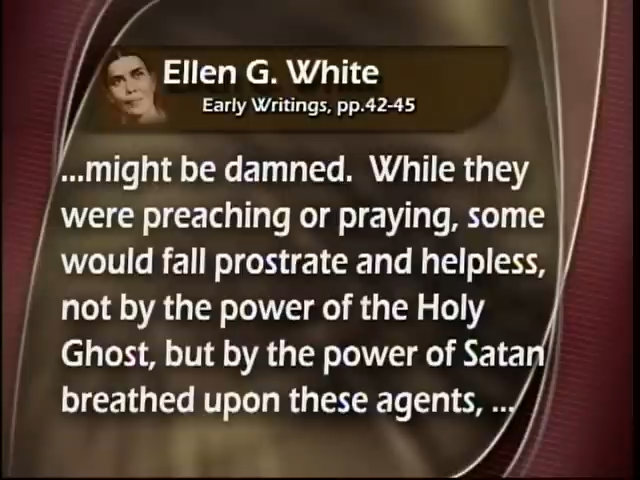 Ellen G. White
Early Writings, pp.42-45
...might be damned. While they
were preaching or praying, some
would fall prostrate and helpless,
not by the power of the Holy
Ghost, but by the power of Satan
breathed upon these agents, ...